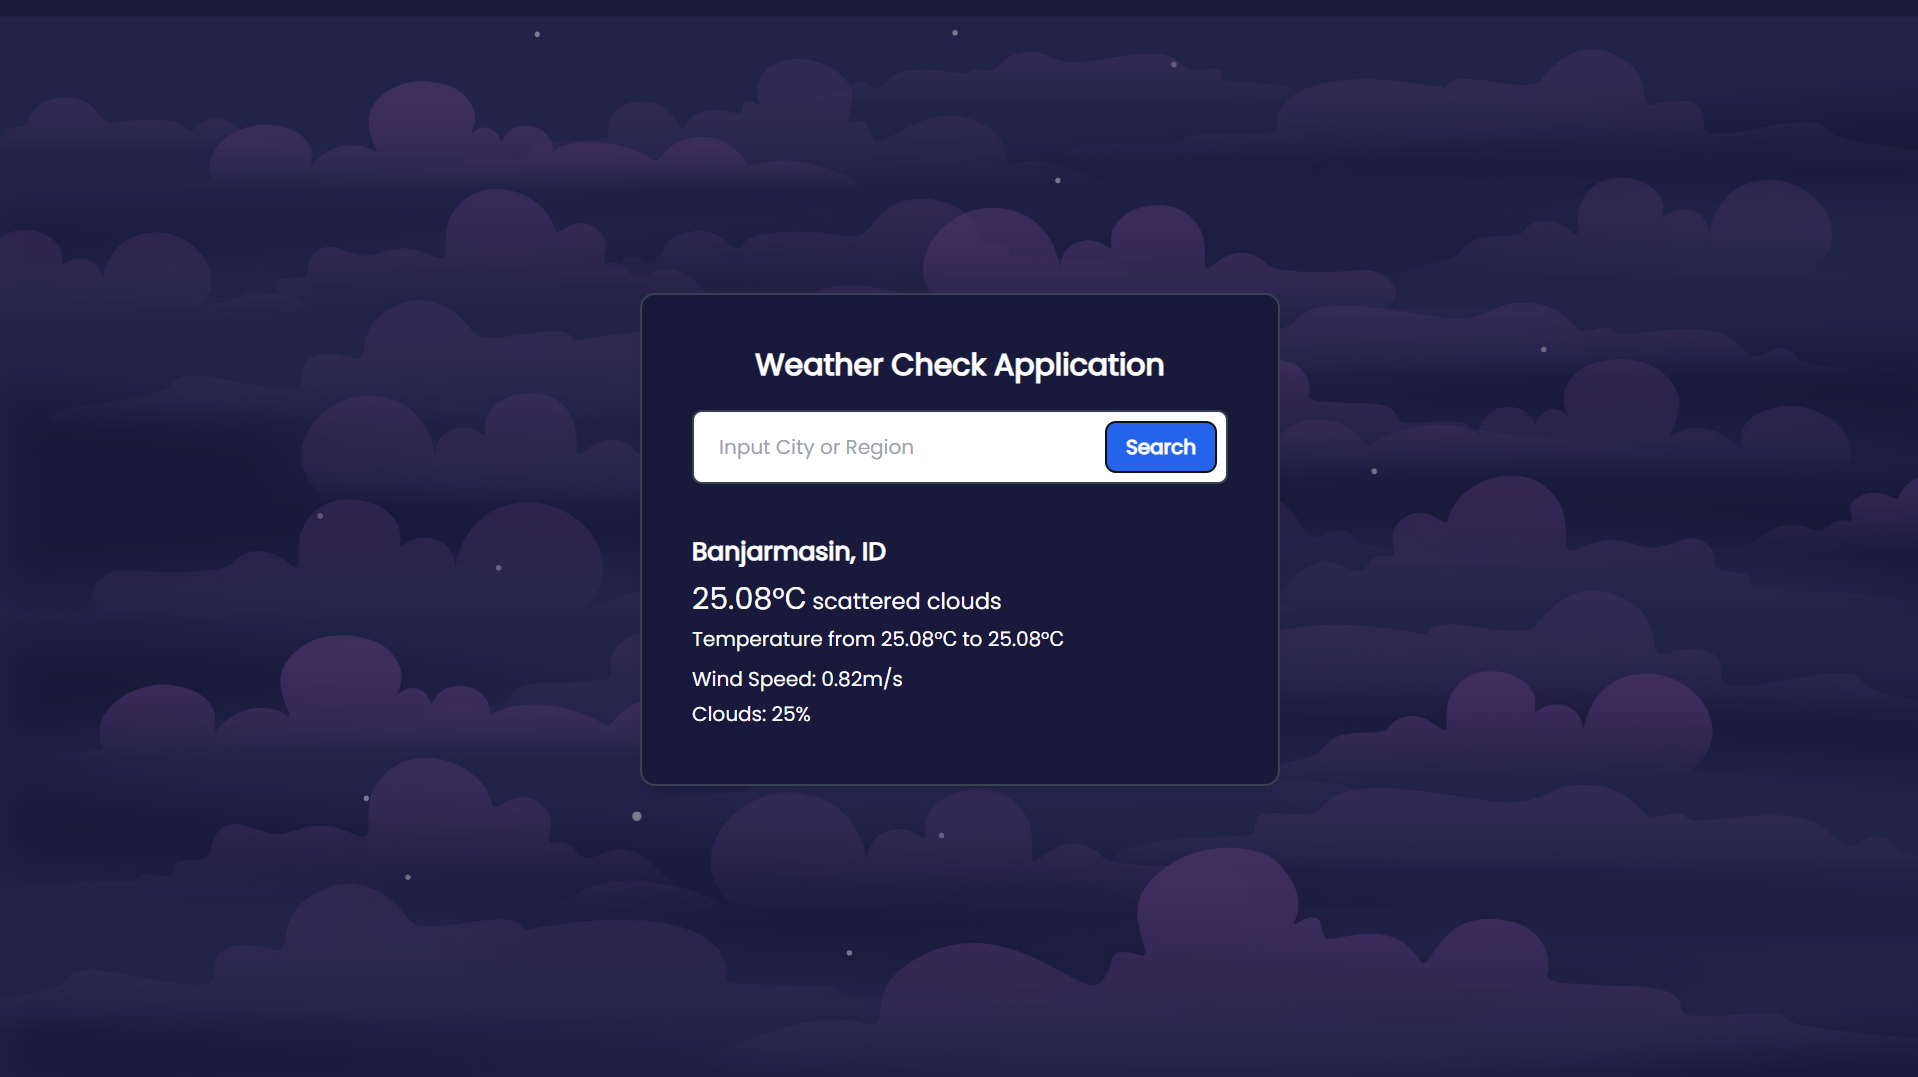 Weather Check Application
Input City or Region
Search
Banjarmasin, ID
25.08°C scattered clouds
Temperature from 25.08°C to 25.08°C
Wind Speed: 0.82m/s
Clouds: 25%